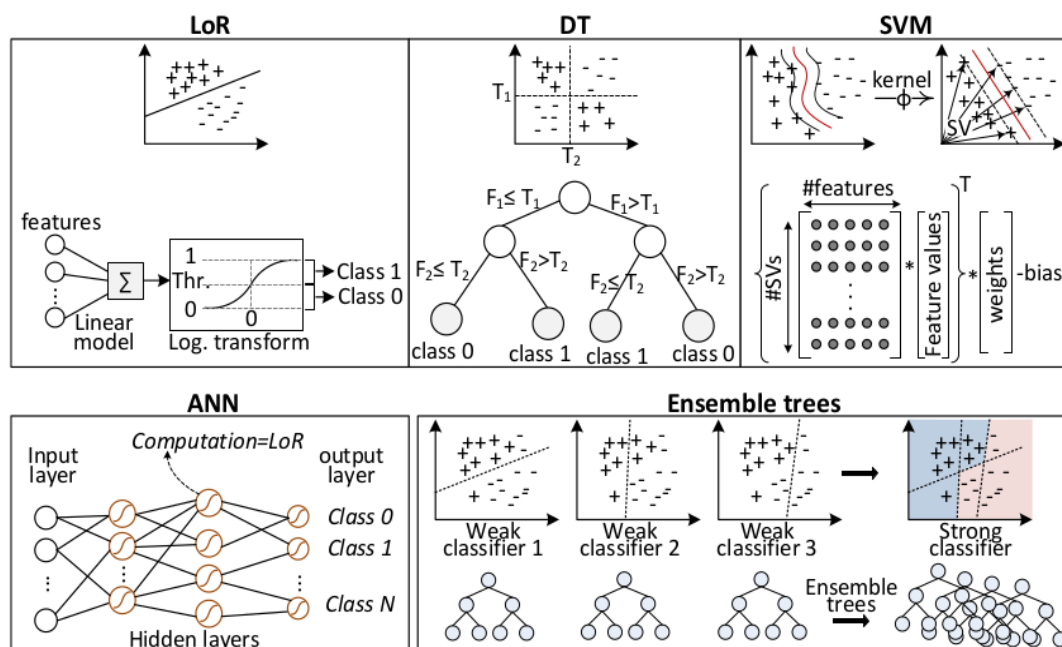 LoR
features
Σ
Linear
model
1
Thr.
0
0
Log. transform
Class 1
Class 0
DT
T₁
T₂
F₁≤ T₁
F₁>T₁
F₂≤ T₂
F₂>T₂
F₂≤ T₂
F₂>T₂
class 0
class 1
class 1
class 0
SVM
kernel
ϕ
SV
#features
T
#SVs
*
Feature values
*
weights
-bias
ANN
Computation=LoR
Input
layer
output
layer
Class 0
Class 1
Class N
Hidden layers
Ensemble trees
Weak
classifier 1
Weak
classifier 2
Weak
classifier 3
Strong
classifier
Ensemble
trees